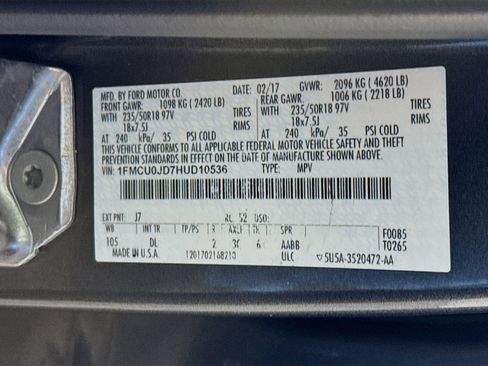 MFD. BY FORD MOTOR CO. DATE: 02/17 GVWR: 2096 KG (4620 LB)
FRONT GAWR: 1098 KG (2420 LB) REAR GAWR: 1006 KG (2218 LB)
WITH 235/50R18 97V TIRES WITH 235/50R18 97V TIRES
18x7.5J RIMS 18x7.5J RIMS
AT 240 kPa/ 35 PSI COLD AT 240 kPa/ 35 PSI COLD
THIS VEHICLE CONFORMS TO ALL APPLICABLE FEDERAL MOTOR VEHICLE SAFETY AND THEFT PREVENTION STANDARDS IN EFFECT ON THE DATE OF MANUFACTURE SHOWN ABOVE.
VIN: 1FMCU0JD7HUD10536 TYPE: MPV
EXT PNT: J7 RC: 52 DSO:
WB INT TR TP/PS R AXLE TR SPR F0085
105 DL 2 6 AABB T0265
MADE IN U.S.A. ULC 5U5A-3520472-AA